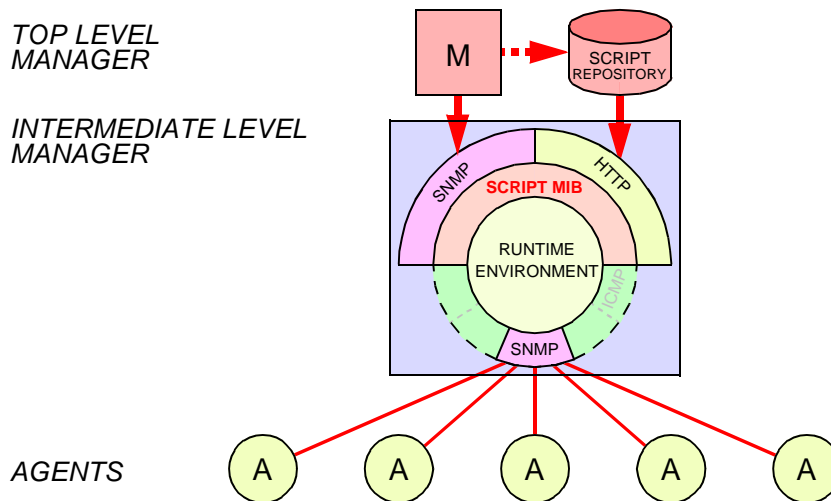 TOP LEVEL
MANAGER
M
SCRIPT
REPOSITORY
INTERMEDIATE LEVEL
MANAGER
SNMP
HTTP
SCRIPT MIB
RUNTIME
ENVIRONMENT
ICMP
SNMP
AGENTS
A
A
A
A
A